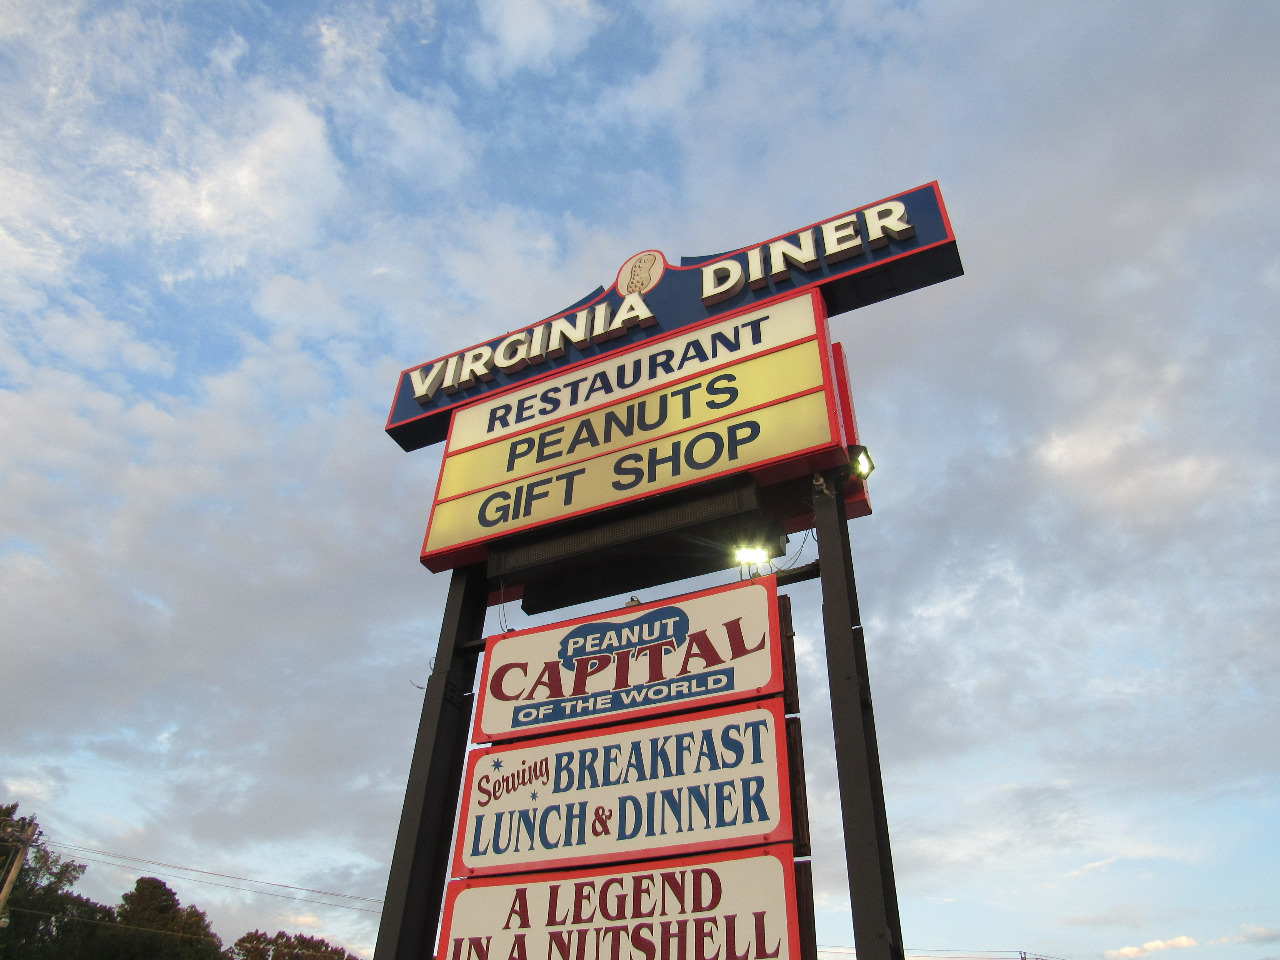 VIRGINIA DINER
RESTAURANT
PEANUTS
GIFT SHOP
PEANUT
CAPITAL
OF THE WORLD
Serving BREAKFAST
LUNCH & DINNER
A LEGEND
IN A NUTSHELL